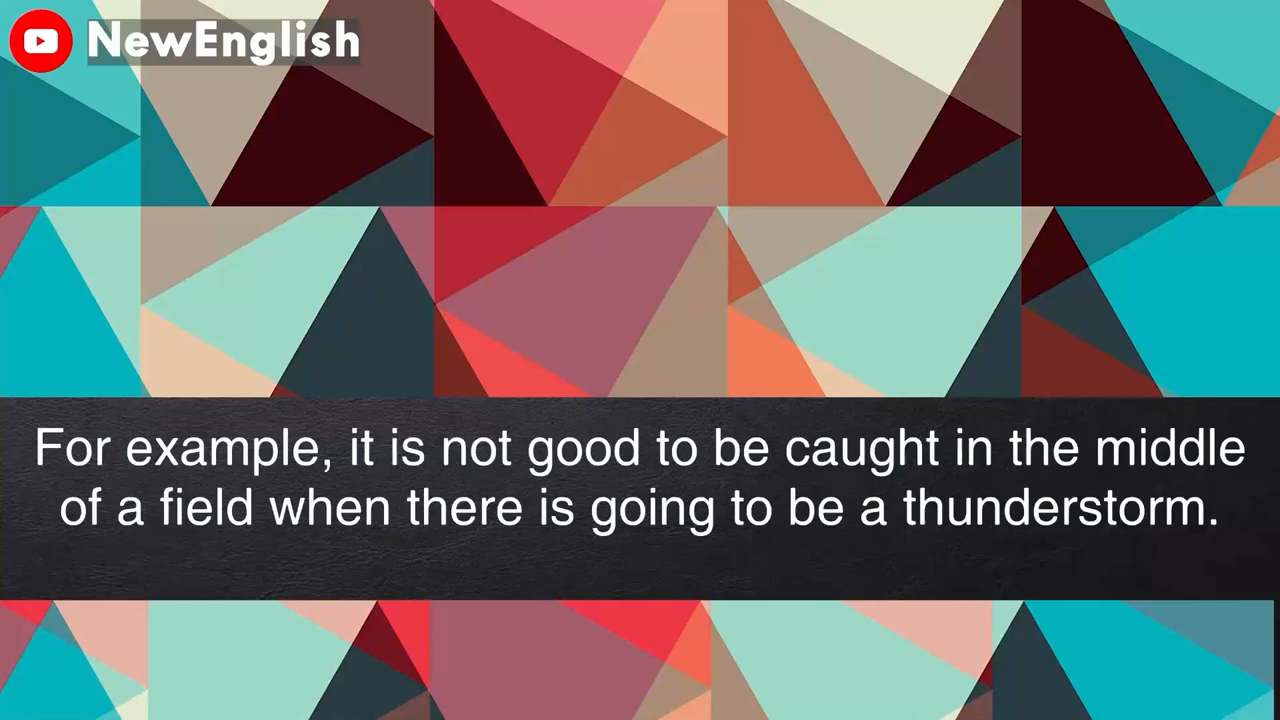 NewEnglish
For example, it is not good to be caught in the middle
of a field when there is going to be a thunderstorm.